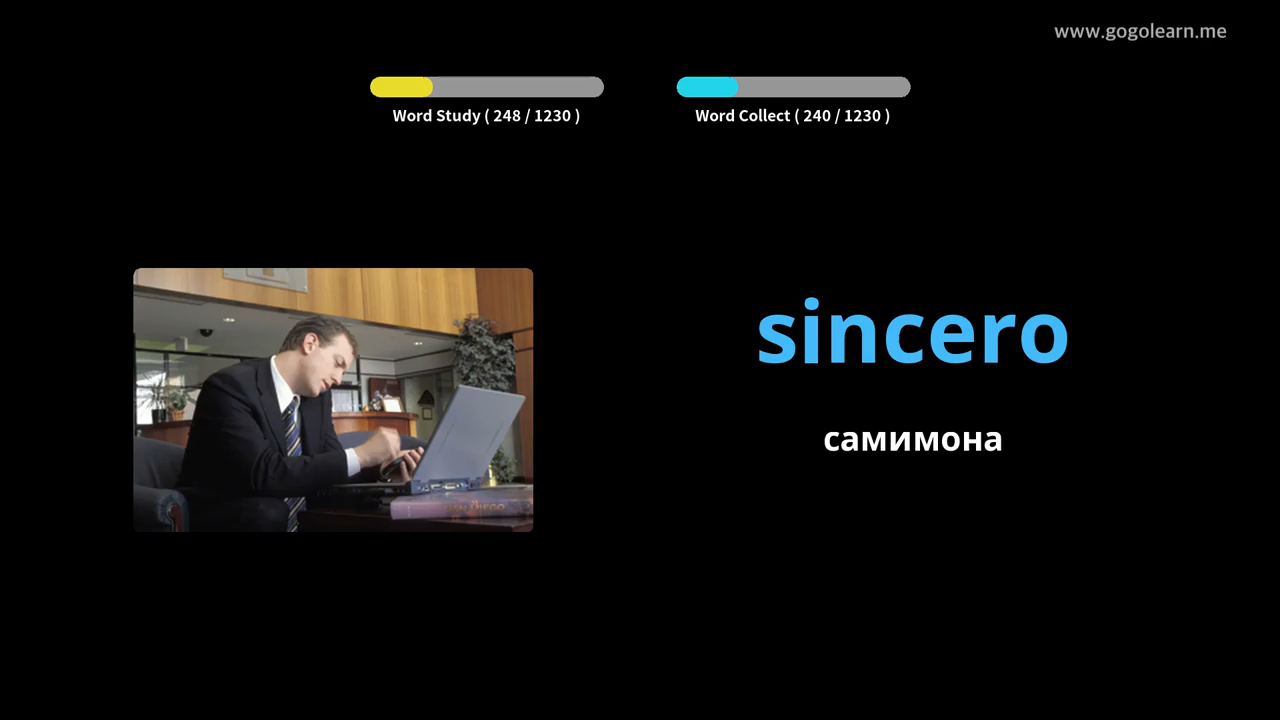 www.gogolearn.me
Word Study ( 248 / 1230 )
Word Collect ( 240 / 1230 )
sincero
самимона